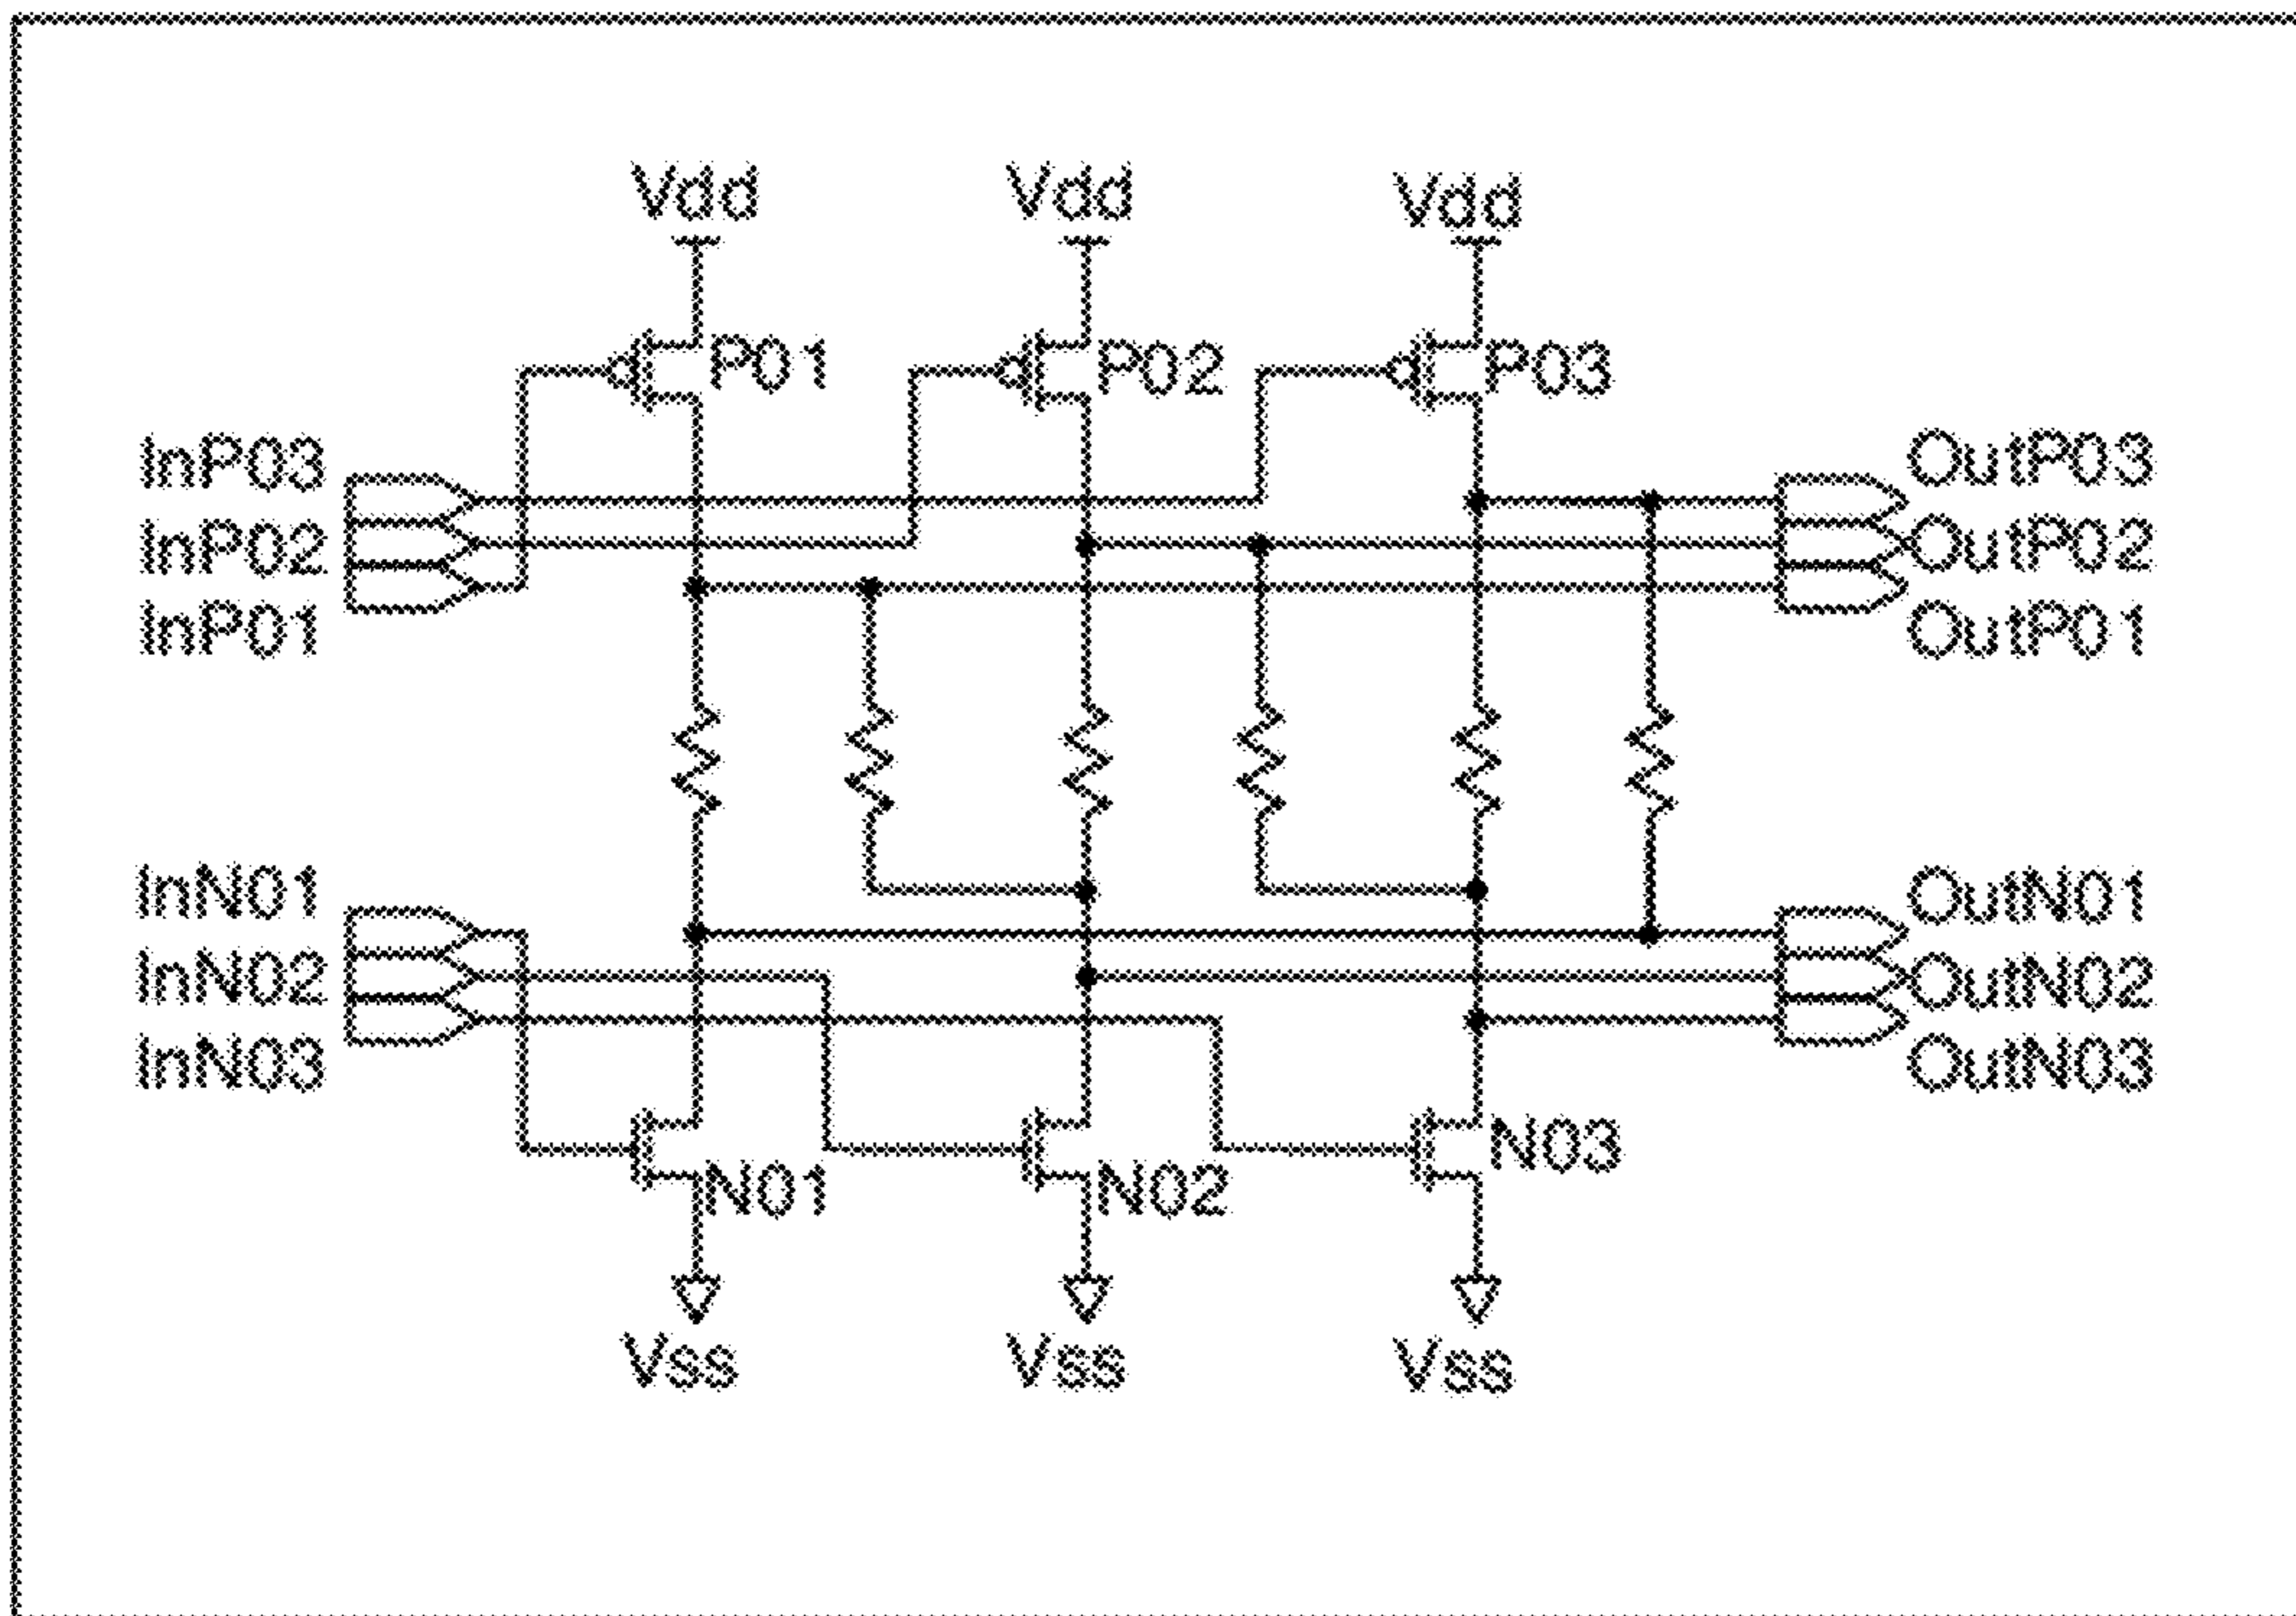 Vdd Vdd Vdd
P01 P02 P03
InP03 OutP03
InP02 OutP02
InP01 OutP01
InN01 OutN01
InN02 OutN02
InN03 OutN03
N01 N02 N03
Vss Vss Vss